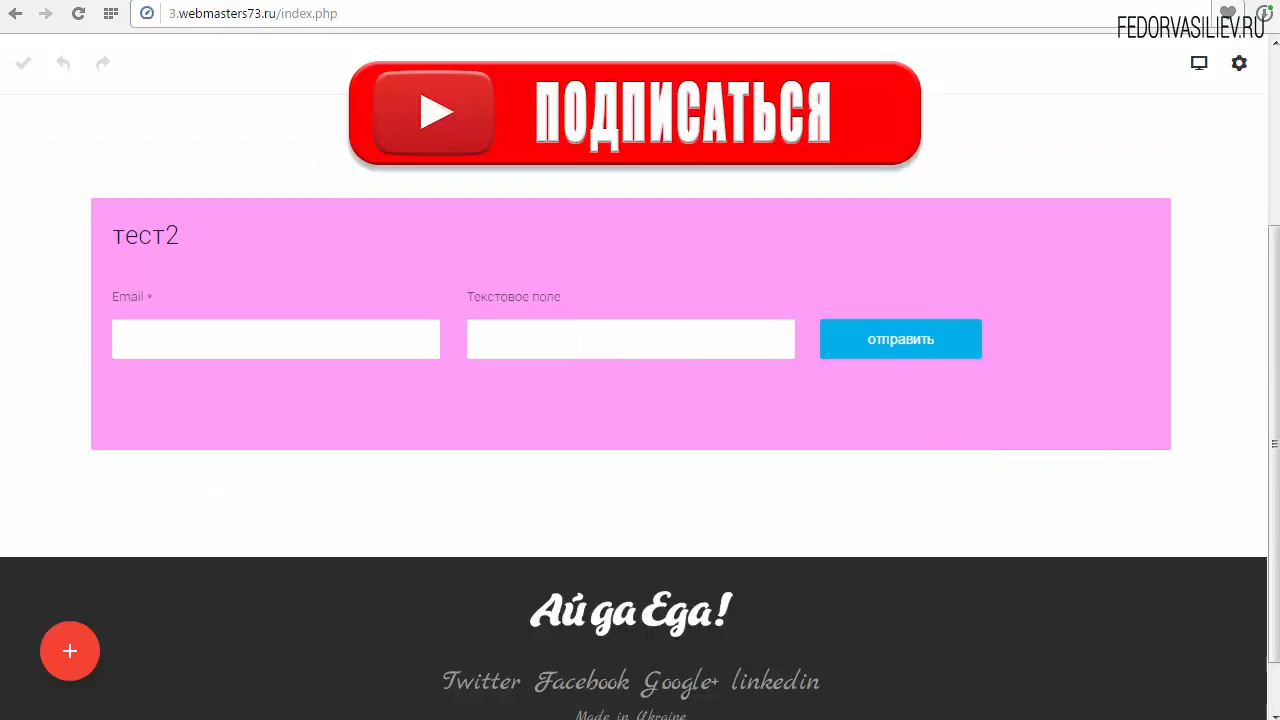 3.webmasters73.ru/index.php
FEDORVASILIEV.RU
ПОДПИСАТЬСЯ
тест2
Email *
Текстовое поле
отправить
Ай да Еда!
Twitter Facebook Google+ linkedin
Made in Ukraine